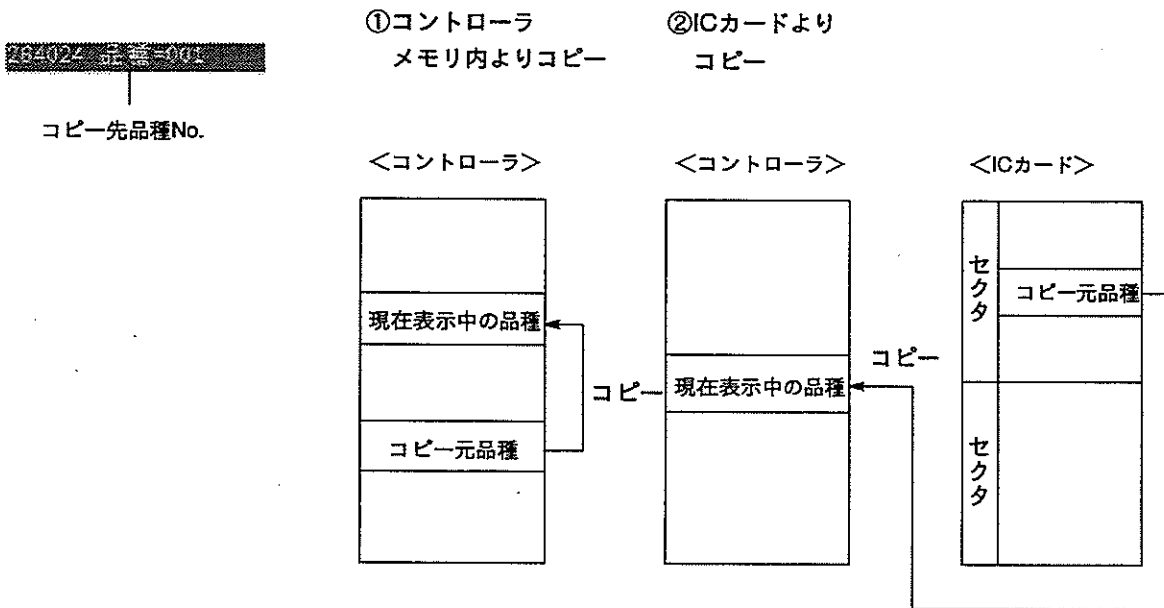 ①コントローラ
メモリ内よりコピー
②ICカードより
コピー
コピー先品種No.
＜コントローラ＞
現在表示中の品種
コピー元品種
コピー
＜コントローラ＞
現在表示中の品種
コピー
＜ICカード＞
セクタ
コピー元品種
セクタ